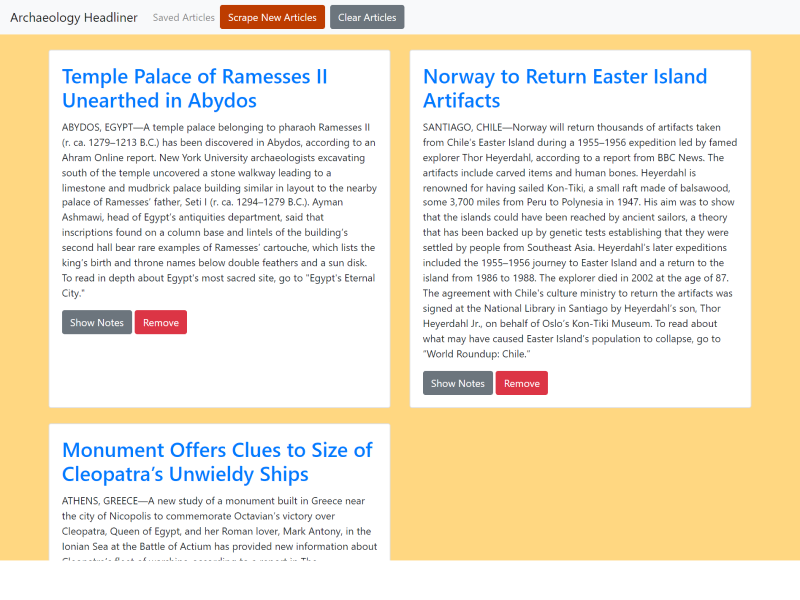 Archaeology Headliner Saved Articles Scrape New Articles Clear Articles
Temple Palace of Ramesses II
Unearthed in Abydos
ABYDOS, EGYPT—A temple palace belonging to pharaoh Ramesses II
(r. ca. 1279–1213 B.C.) has been discovered in Abydos, according to an
Ahram Online report. New York University archaeologists excavating
south of the temple uncovered a stone walkway leading to a
limestone and mudbrick palace building similar in layout to the nearby
palace of Ramesses’ father, Seti I (r. ca. 1294–1279 B.C.). Ayman
Ashmawi, head of Egypt’s antiquities department, said that
inscriptions found on a column base and lintels of the building’s
second hall bear rare examples of Ramesses’ cartouche, which lists the
king’s birth and throne names below double feathers and a sun disk.
To read in depth about Egypt’s most sacred site, go to “Egypt’s Eternal
City.”
Show Notes Remove
Norway to Return Easter Island
Artifacts
SANTIAGO, CHILE—Norway will return thousands of artifacts taken
from Chile’s Easter Island during a 1955–1956 expedition led by famed
explorer Thor Heyerdahl, according to a report from BBC News. The
artifacts include carved items and human bones. Heyerdahl is
renowned for having sailed Kon-Tiki, a small raft made of balsawood,
some 3,700 miles from Peru to Polynesia in 1947. His aim was to show
that the islands could have been reached by ancient sailors, a theory
that has been backed up by genetic tests establishing that they were
settled by people from Southeast Asia. Heyerdahl’s later expeditions
included the 1955–1956 journey to Easter Island and a return to the
island from 1986 to 1988. The explorer died in 2002 at the age of 87.
The agreement with Chile’s culture ministry to return the artifacts was
signed at the National Library in Santiago by Heyerdahl’s son, Thor
Heyerdahl Jr., on behalf of Oslo’s Kon-Tiki Museum. To read about
what may have caused Easter Island’s population to collapse, go to
“World Roundup: Chile.”
Show Notes Remove
Monument Offers Clues to Size of
Cleopatra’s Unwieldy Ships
ATHENS, GREECE—A new study of a monument built in Greece near
the city of Nicopolis to commemorate Octavian’s victory over
Cleopatra, Queen of Egypt, and her Roman lover, Mark Antony, in the
Ionian Sea at the Battle of Actium has provided new information about
Cleopatra’s fleet of warships, according to a report in The